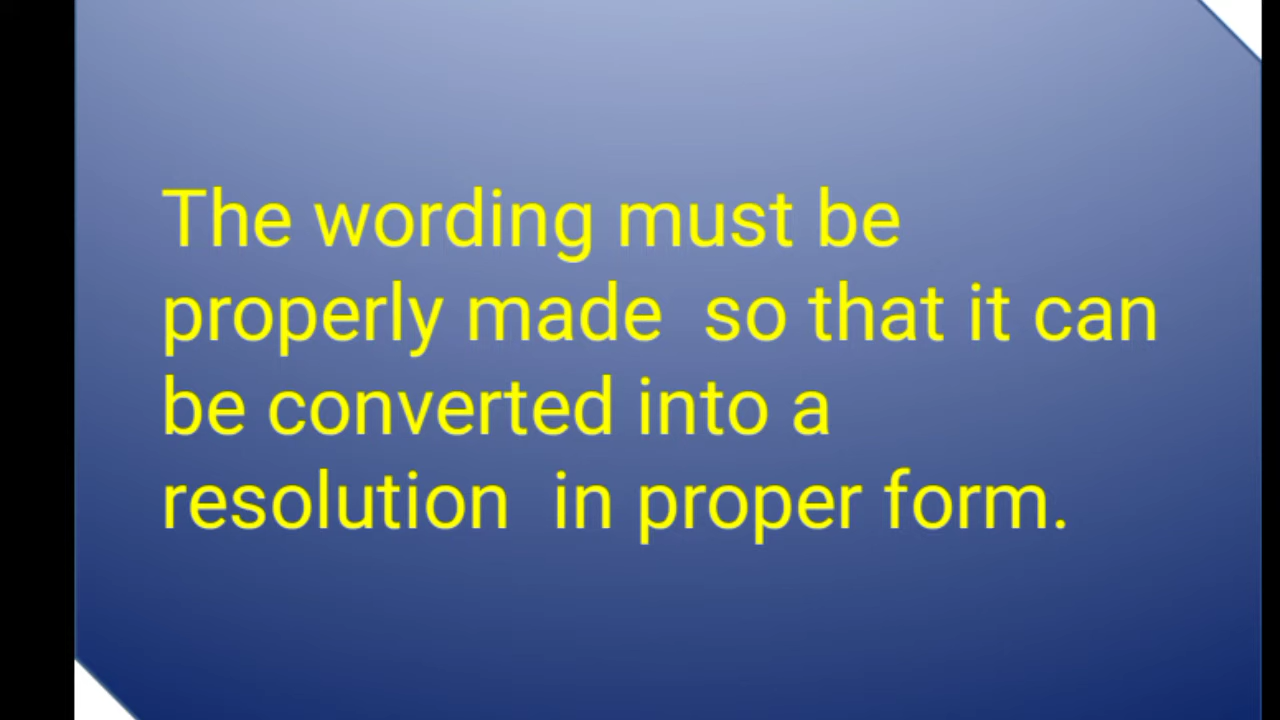 The wording must be
properly made  so that it can
be converted into a
resolution  in proper form.